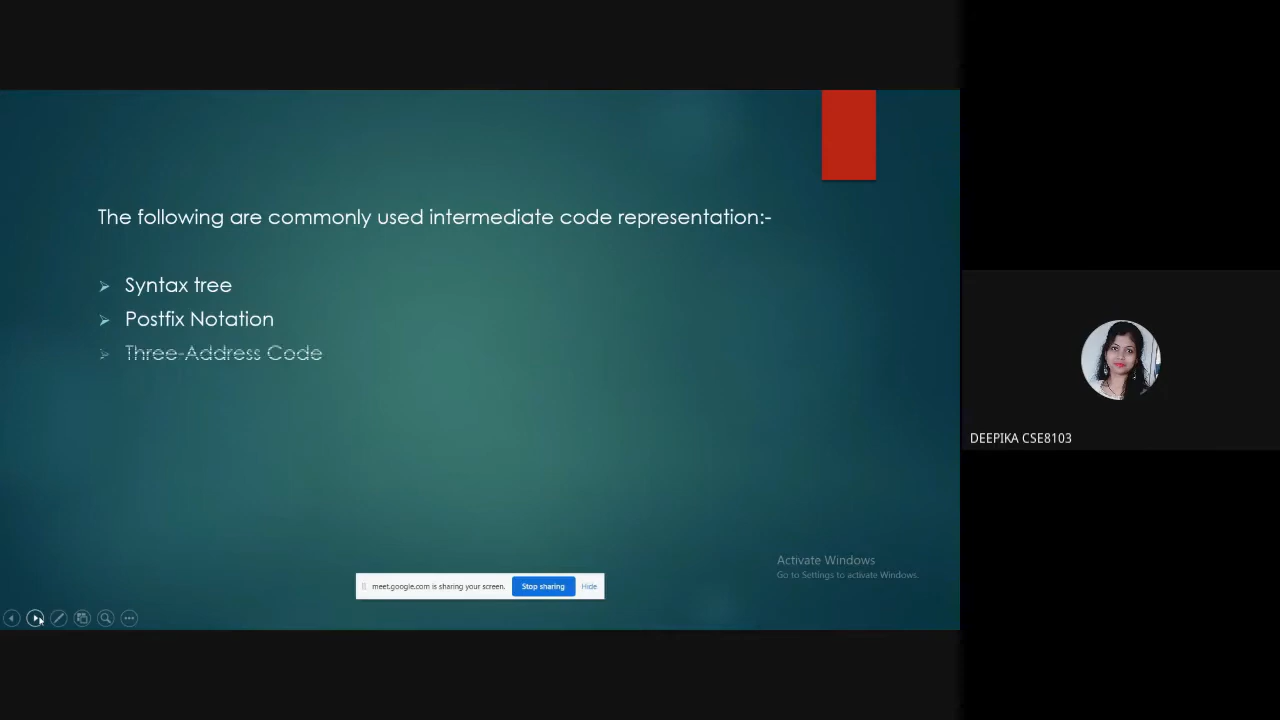 The following are commonly used intermediate code representation:-
Syntax tree
Postfix Notation
Three-Address Code
DEEPIKA CSE8103
Activate Windows
Go to Settings to activate Windows.
meet.google.com is sharing your screen.
Stop sharing
Hide